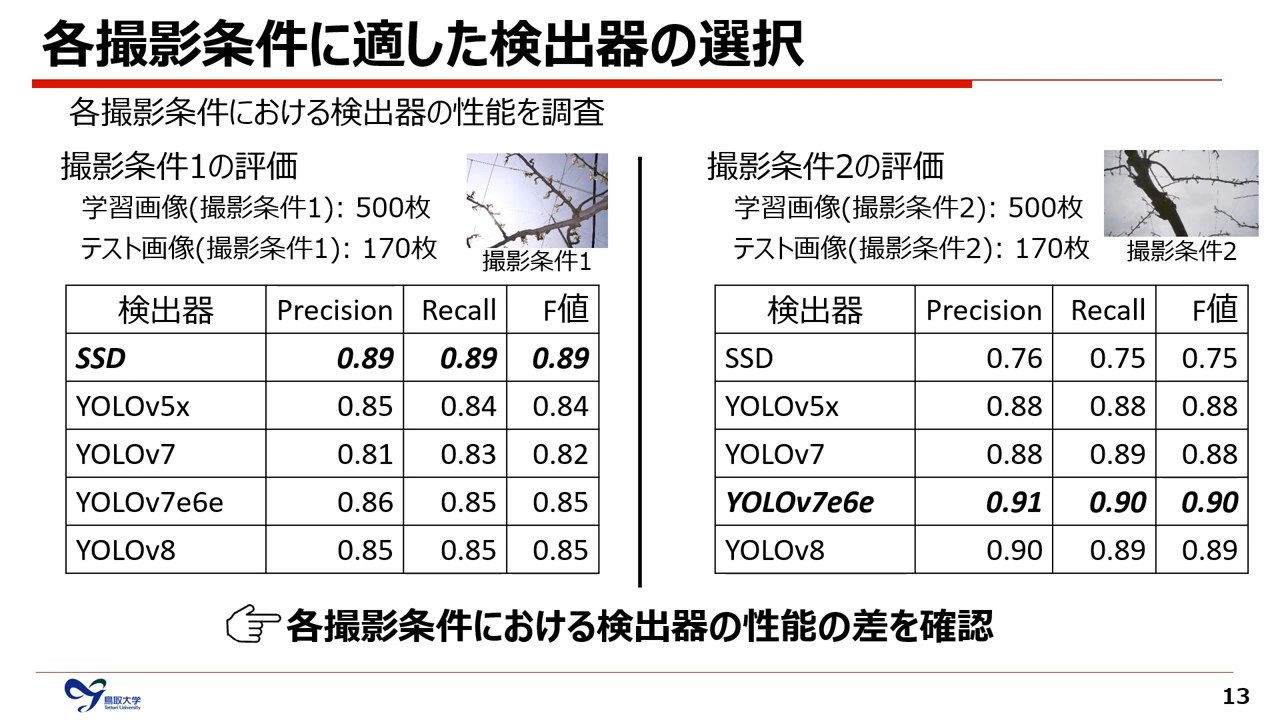 各撮影条件に適した検出器の選択
各撮影条件における検出器の性能を調査
撮影条件1の評価
学習画像(撮影条件1): 500枚
テスト画像(撮影条件1): 170枚
撮影条件1
検出器 Precision Recall F値
SSD 0.89 0.89 0.89
YOLOv5x 0.85 0.84 0.84
YOLOv7 0.81 0.83 0.82
YOLOv7e6e 0.86 0.85 0.85
YOLOv8 0.85 0.85 0.85
撮影条件2の評価
学習画像(撮影条件2): 500枚
テスト画像(撮影条件2): 170枚
撮影条件2
検出器 Precision Recall F値
SSD 0.76 0.75 0.75
YOLOv5x 0.88 0.88 0.88
YOLOv7 0.88 0.89 0.88
YOLOv7e6e 0.91 0.90 0.90
YOLOv8 0.90 0.89 0.89
各撮影条件における検出器の性能の差を確認
鳥取大学
Tottori University
13